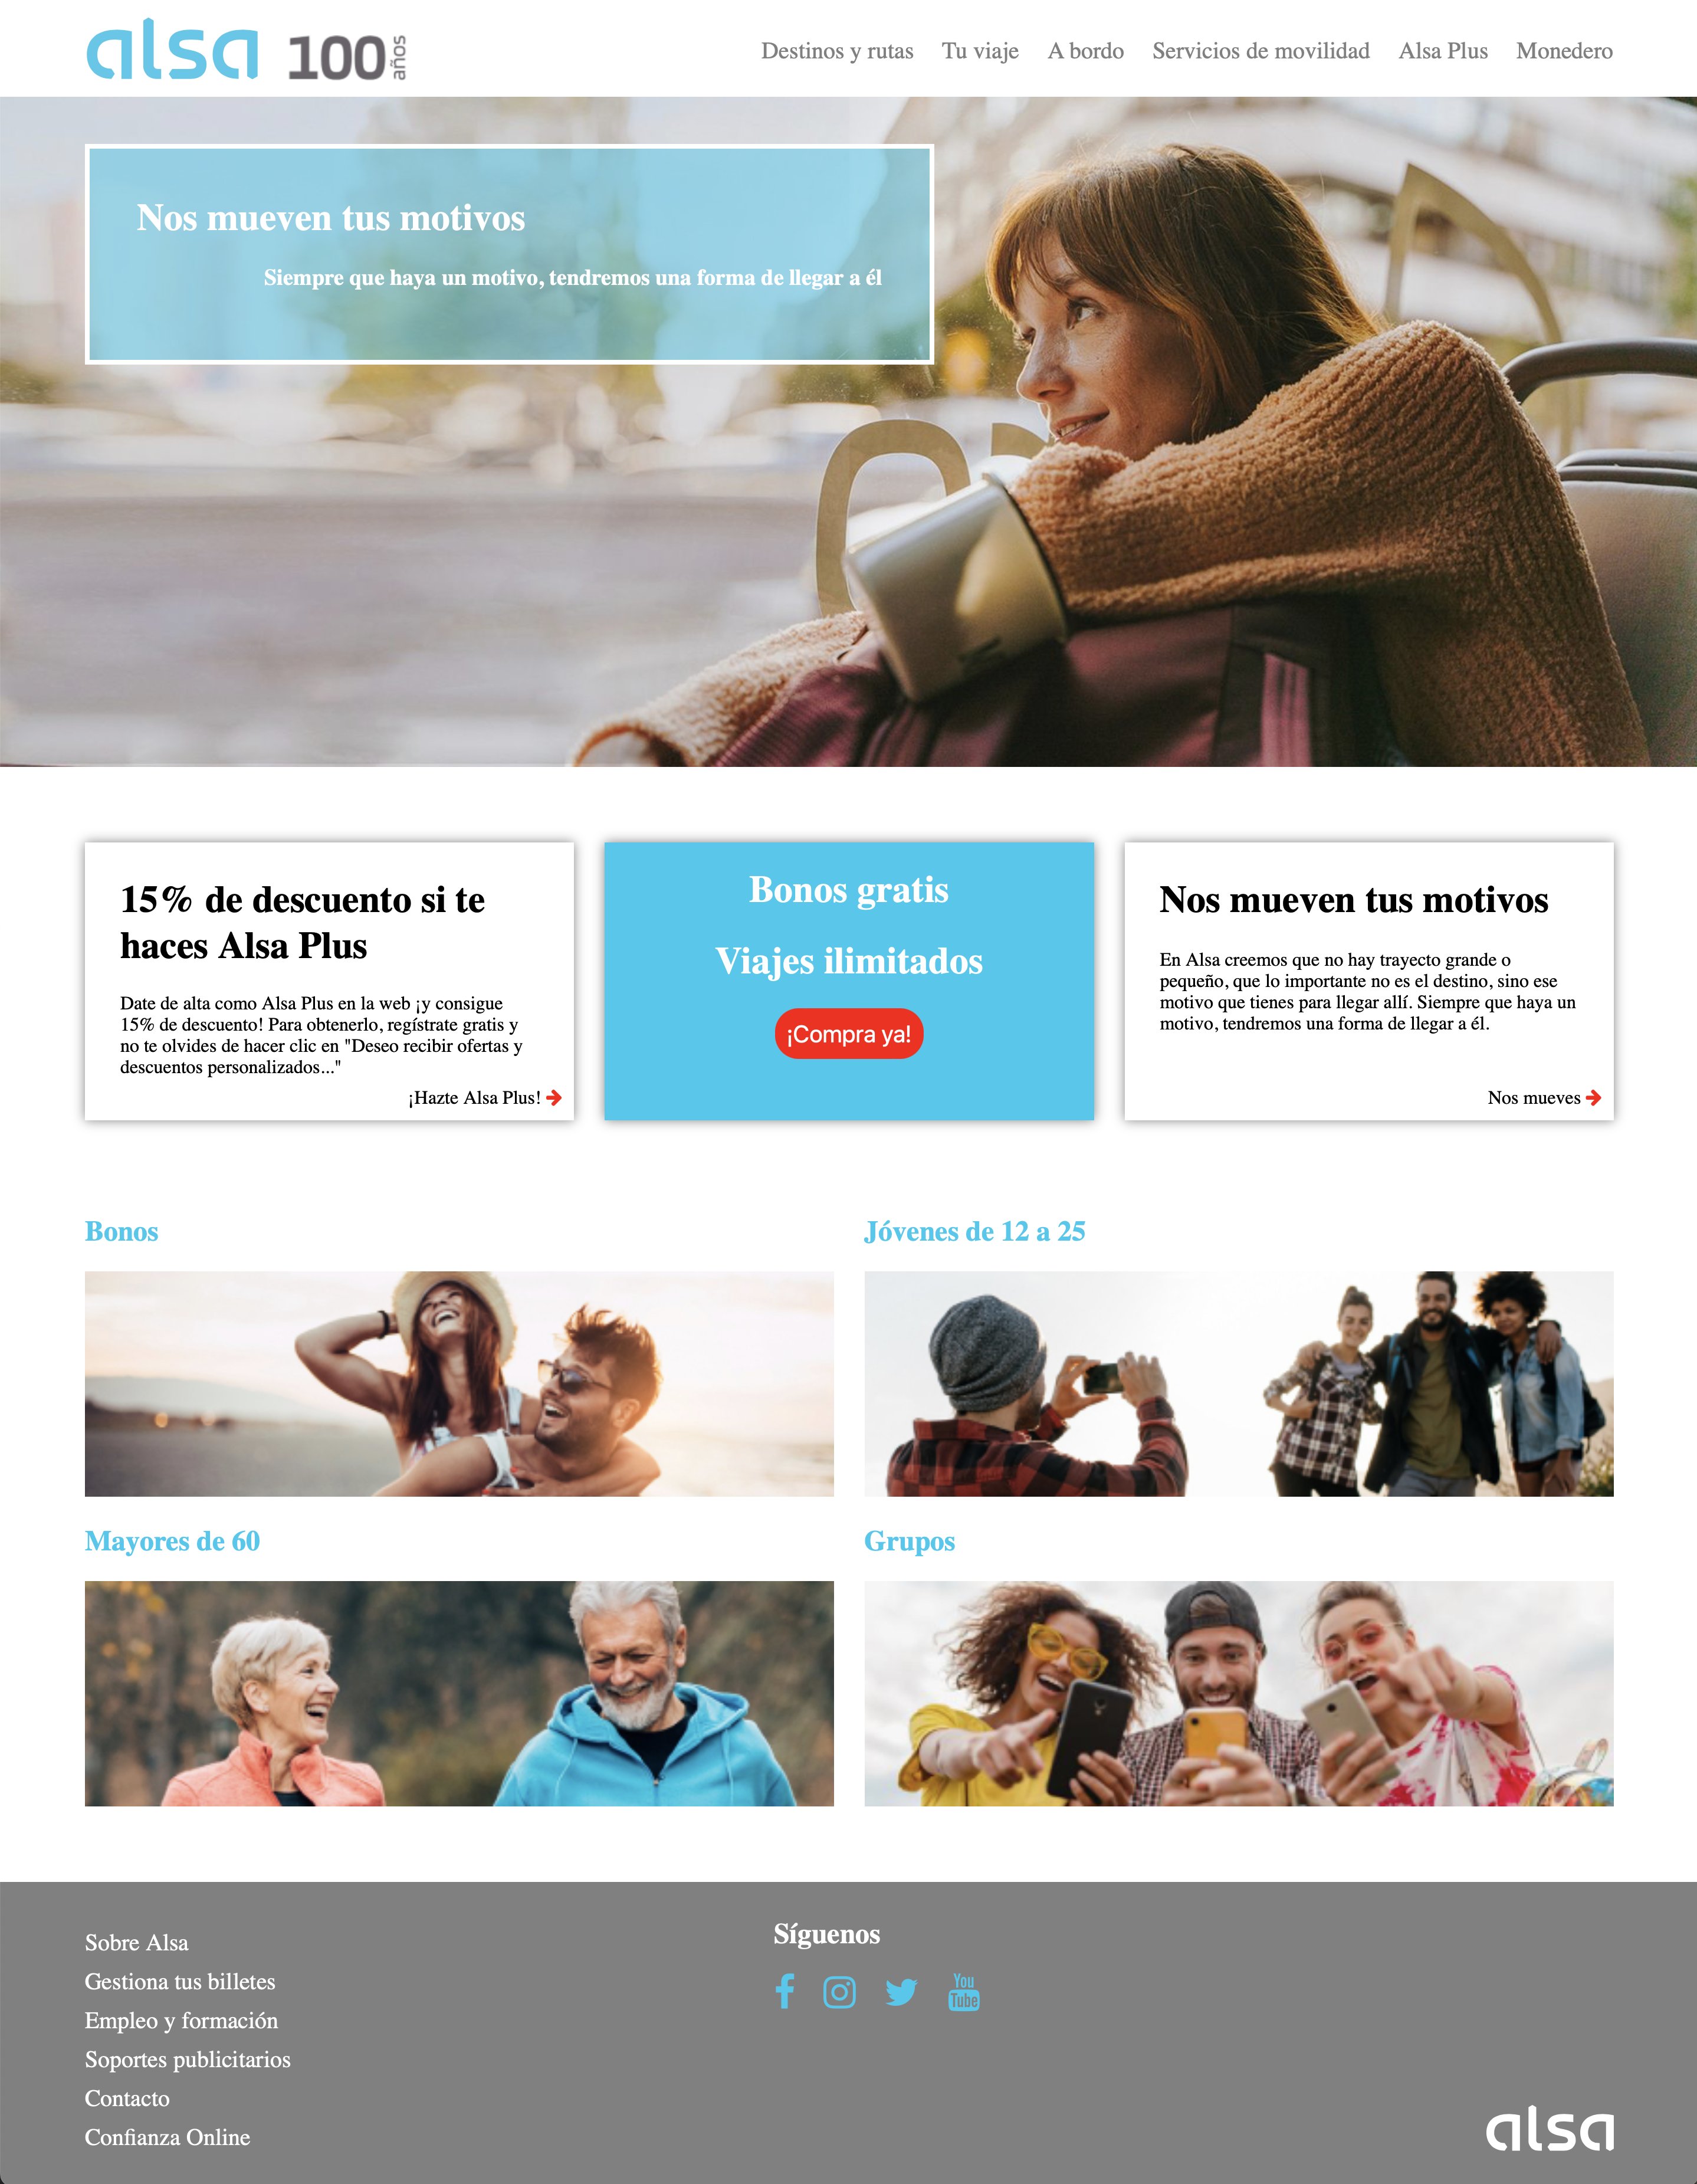 alsa 100 años
Destinos y rutas Tu viaje A bordo Servicios de movilidad Alsa Plus Monedero
Nos mueven tus motivos
Siempre que haya un motivo, tendremos una forma de llegar a él
15% de descuento si te
haces Alsa Plus
Date de alta como Alsa Plus en la web ¡y consigue
15% de descuento! Para obtenerlo, regístrate gratis y
no te olvides de hacer clic en "Deseo recibir ofertas y
descuentos personalizados..."
¡Hazte Alsa Plus!
Bonos gratis
Viajes ilimitados
¡Compra ya!
Nos mueven tus motivos
En Alsa creemos que no hay trayecto grande o
pequeño, que lo importante no es el destino, sino ese
motivo que tienes para llegar allí. Siempre que haya un
motivo, tendremos una forma de llegar a él.
Nos mueves
Bonos
Jóvenes de 12 a 25
Mayores de 60
Grupos
Sobre Alsa
Gestiona tus billetes
Empleo y formación
Soportes publicitarios
Contacto
Confianza Online
Síguenos
You
Tube
alsa